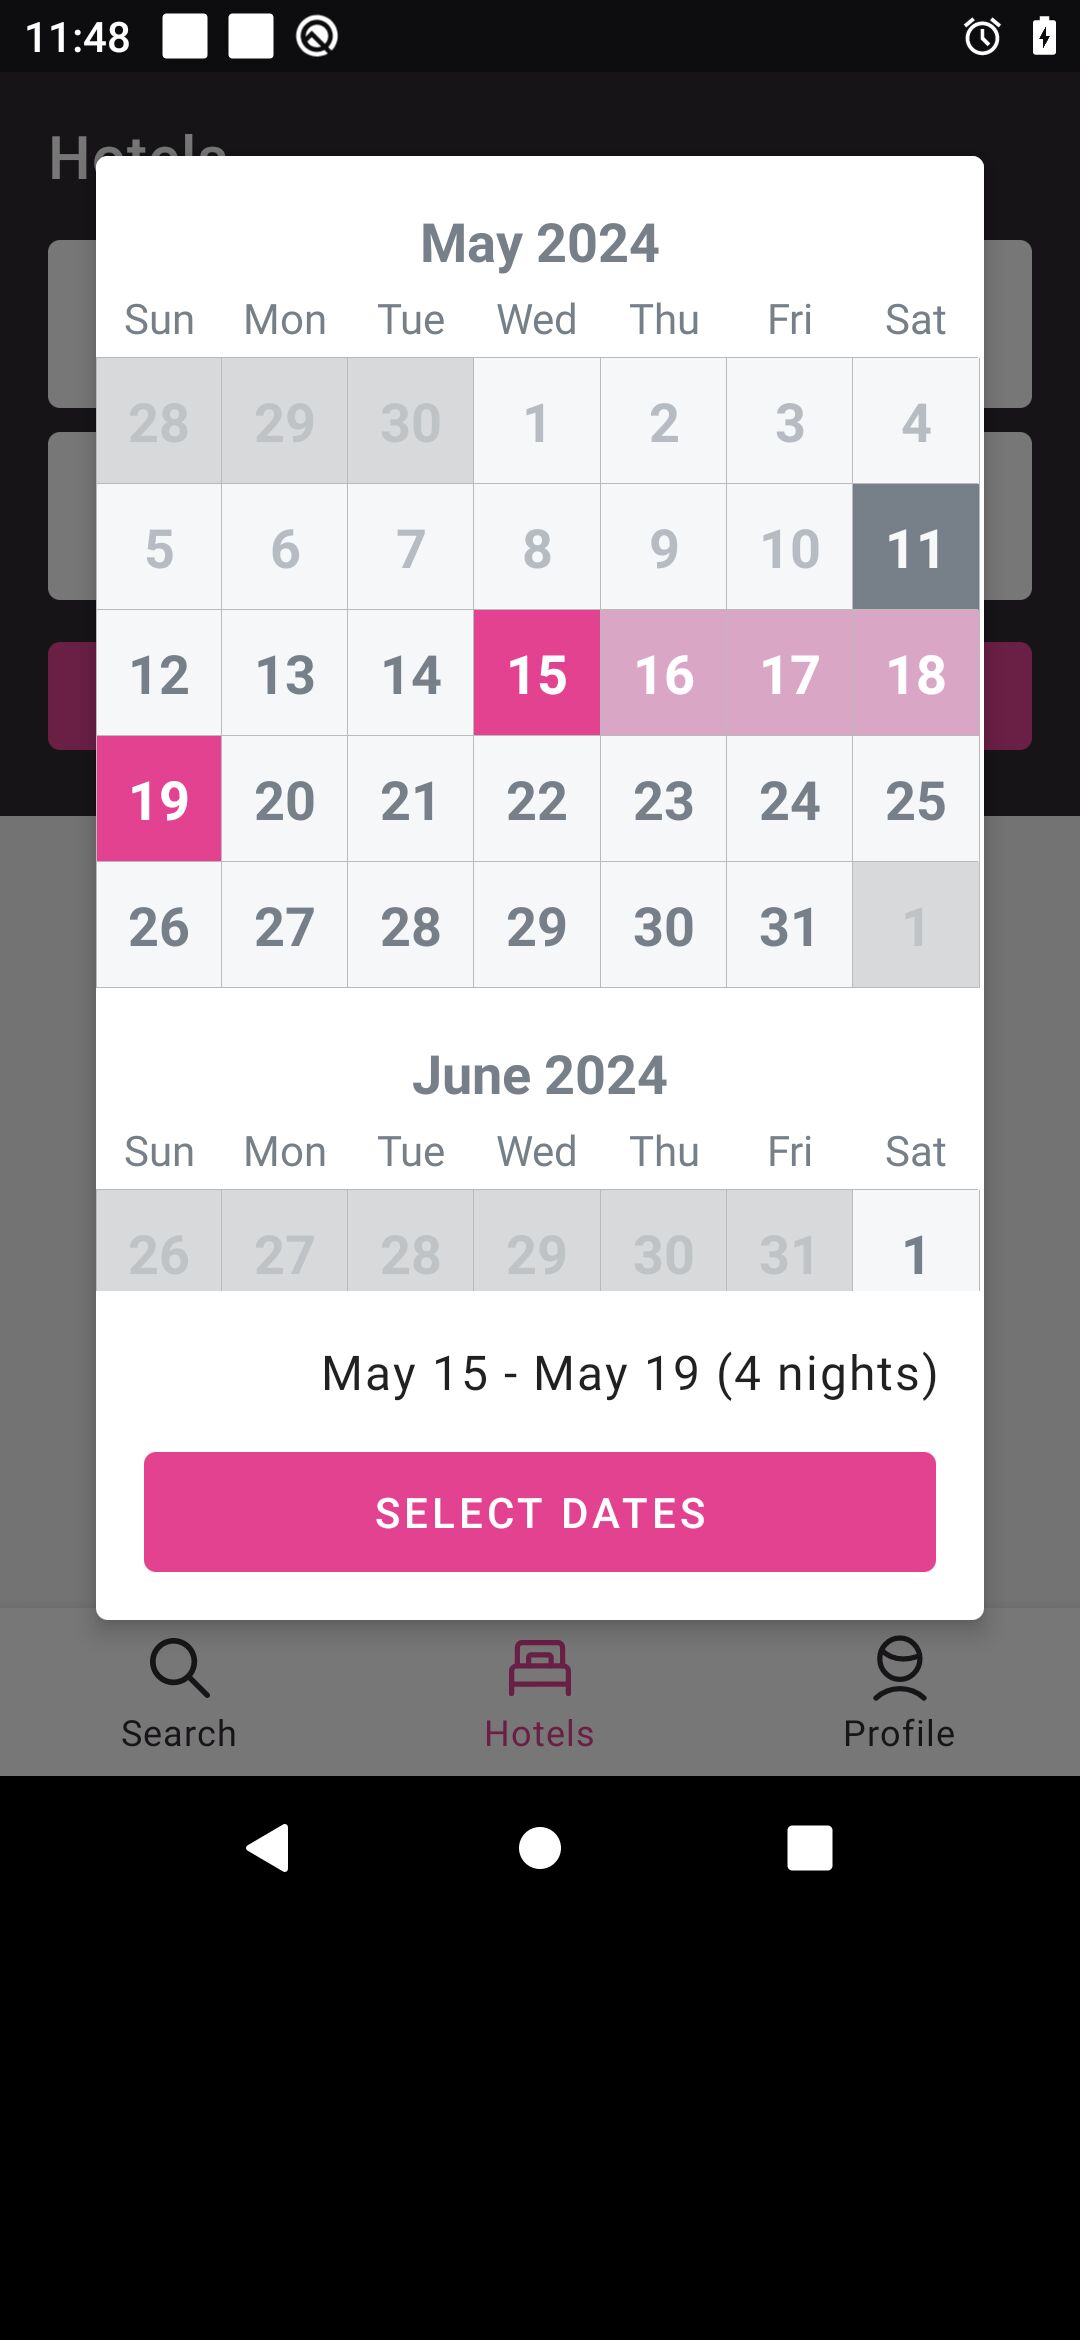 11:48
Hotels
May 2024
Sun Mon Tue Wed Thu Fri Sat
28 29 30 1 2 3 4
5 6 7 8 9 10 11
12 13 14 15 16 17 18
19 20 21 22 23 24 25
26 27 28 29 30 31 1
June 2024
Sun Mon Tue Wed Thu Fri Sat
26 27 28 29 30 31 1
May 15 - May 19 (4 nights)
SELECT DATES
Search Hotels Profile